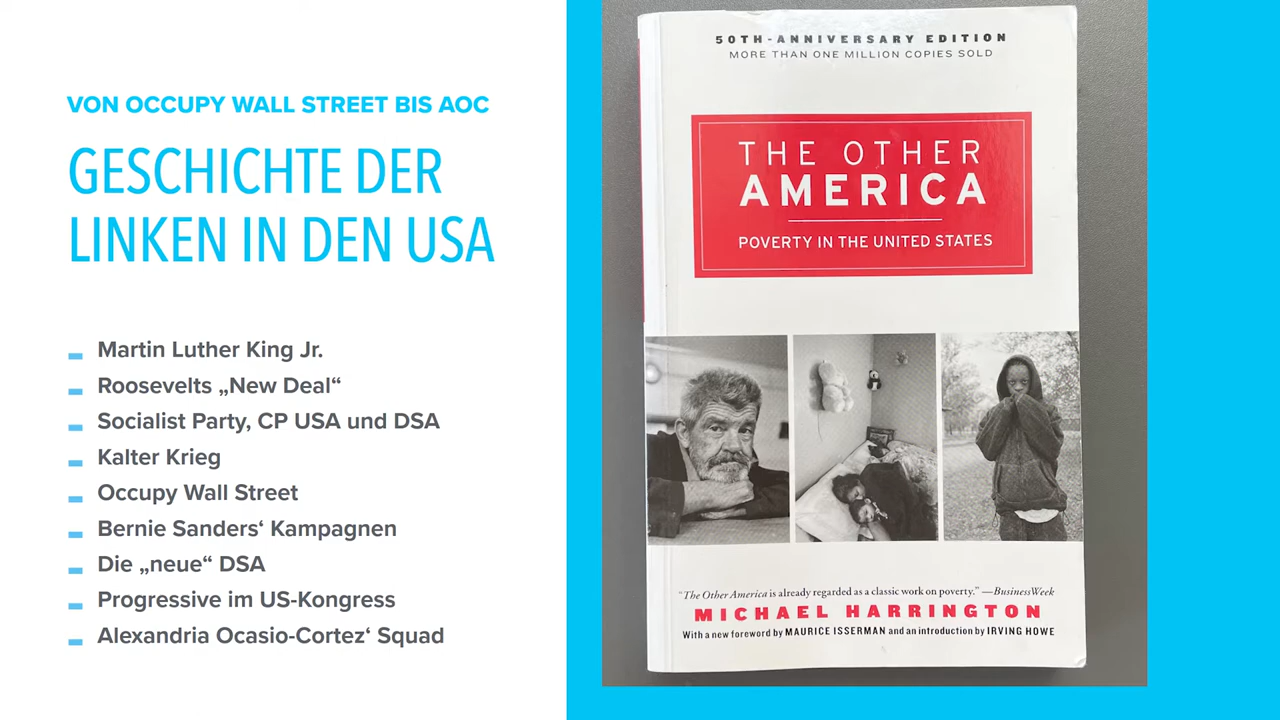 VON OCCUPY WALL STREET BIS AOC
GESCHICHTE DER
LINKEN IN DEN USA
Martin Luther King Jr.
Roosevelts „New Deal“
Socialist Party, CP USA und DSA
Kalter Krieg
Occupy Wall Street
Bernie Sanders‘ Kampagnen
Die „neue“ DSA
Progressive im US-Kongress
Alexandria Ocasio-Cortez‘ Squad
50TH-ANNIVERSARY EDITION
MORE THAN ONE MILLION COPIES SOLD
THE OTHER
AMERICA
POVERTY IN THE UNITED STATES
“The Other America is already regarded as a classic work on poverty.” —BusinessWeek
MICHAEL HARRINGTON
With a new foreword by MAURICE ISSERMAN and an introduction by IRVING HOWE